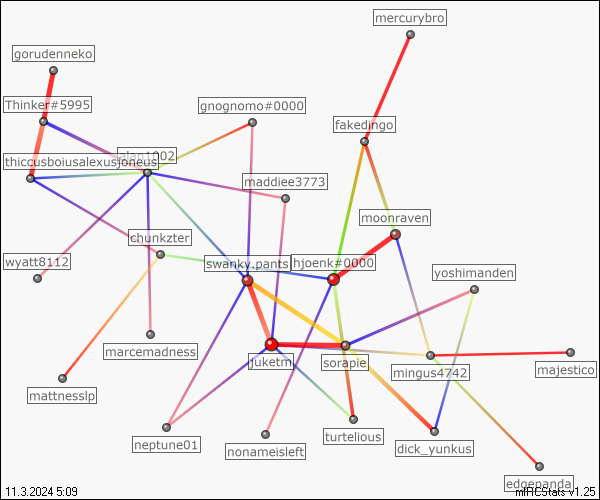 mercurybro
gorudenneko
Thinker#5995
gnognomo#0000
fakedingo
alan1002
thiccusboiusalexusjoneus
maddiee3773
moonraven
chunkzter
wyatt8112
swanky.pants
hjoenk#0000
yoshimanden
marcemadness
juketm
sorapie
mingus4742
majestico
mattnesslp
neptune01
nonameisleft
turtelious
dick_yunkus
edgepanda
11.3.2024 5:09
mIRCStats v1.25